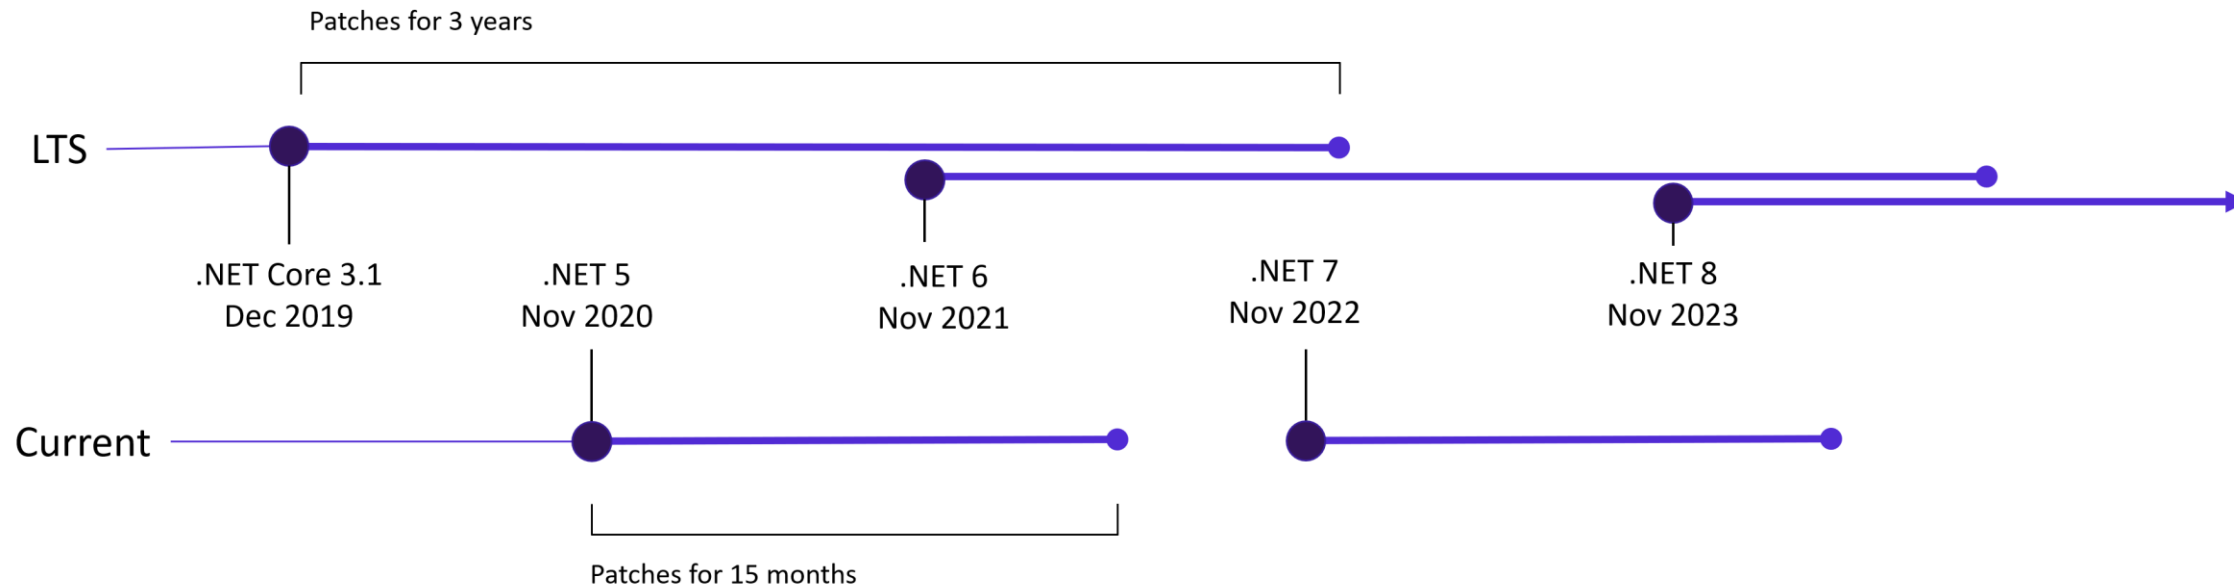 Patches for 3 years
LTS
.NET Core 3.1
Dec 2019
.NET 5
Nov 2020
.NET 6
Nov 2021
.NET 7
Nov 2022
.NET 8
Nov 2023
Current
Patches for 15 months